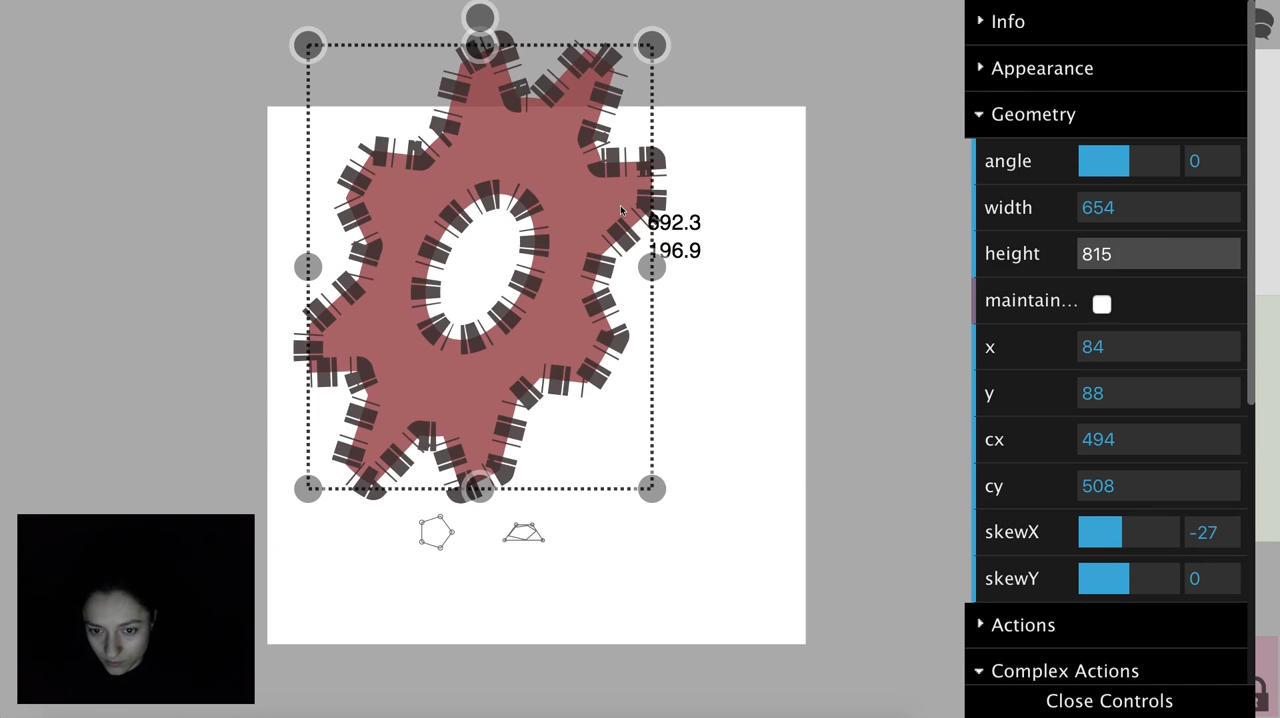 Info
Appearance
Geometry
angle 0
width 654
692.3
196.9
height 815
maintain...
x 84
y 88
cx 494
cy 508
skewX -27
skewY 0
Actions
Complex Actions
Close Controls